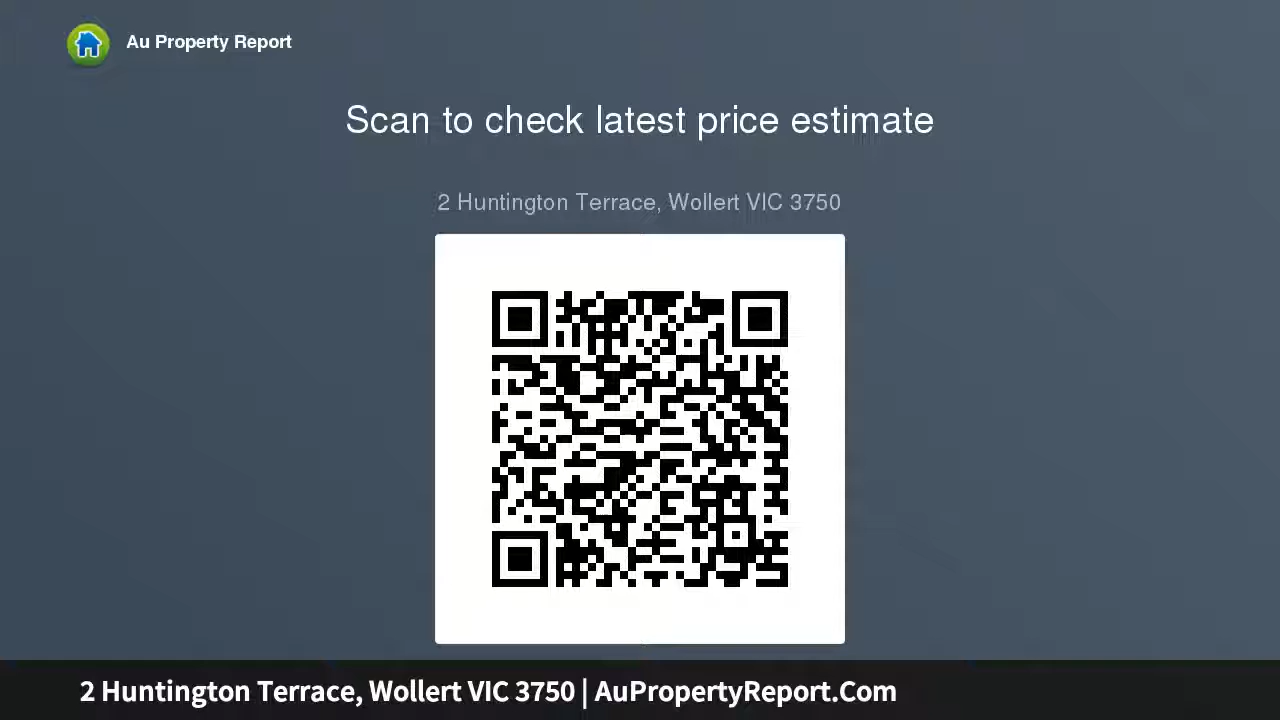 Au Property Report
Scan to check latest price estimate
2 Huntington Terrace, Wollert VIC 3750
2 Huntington Terrace, Wollert VIC 3750 | AuPropertyReport.Com